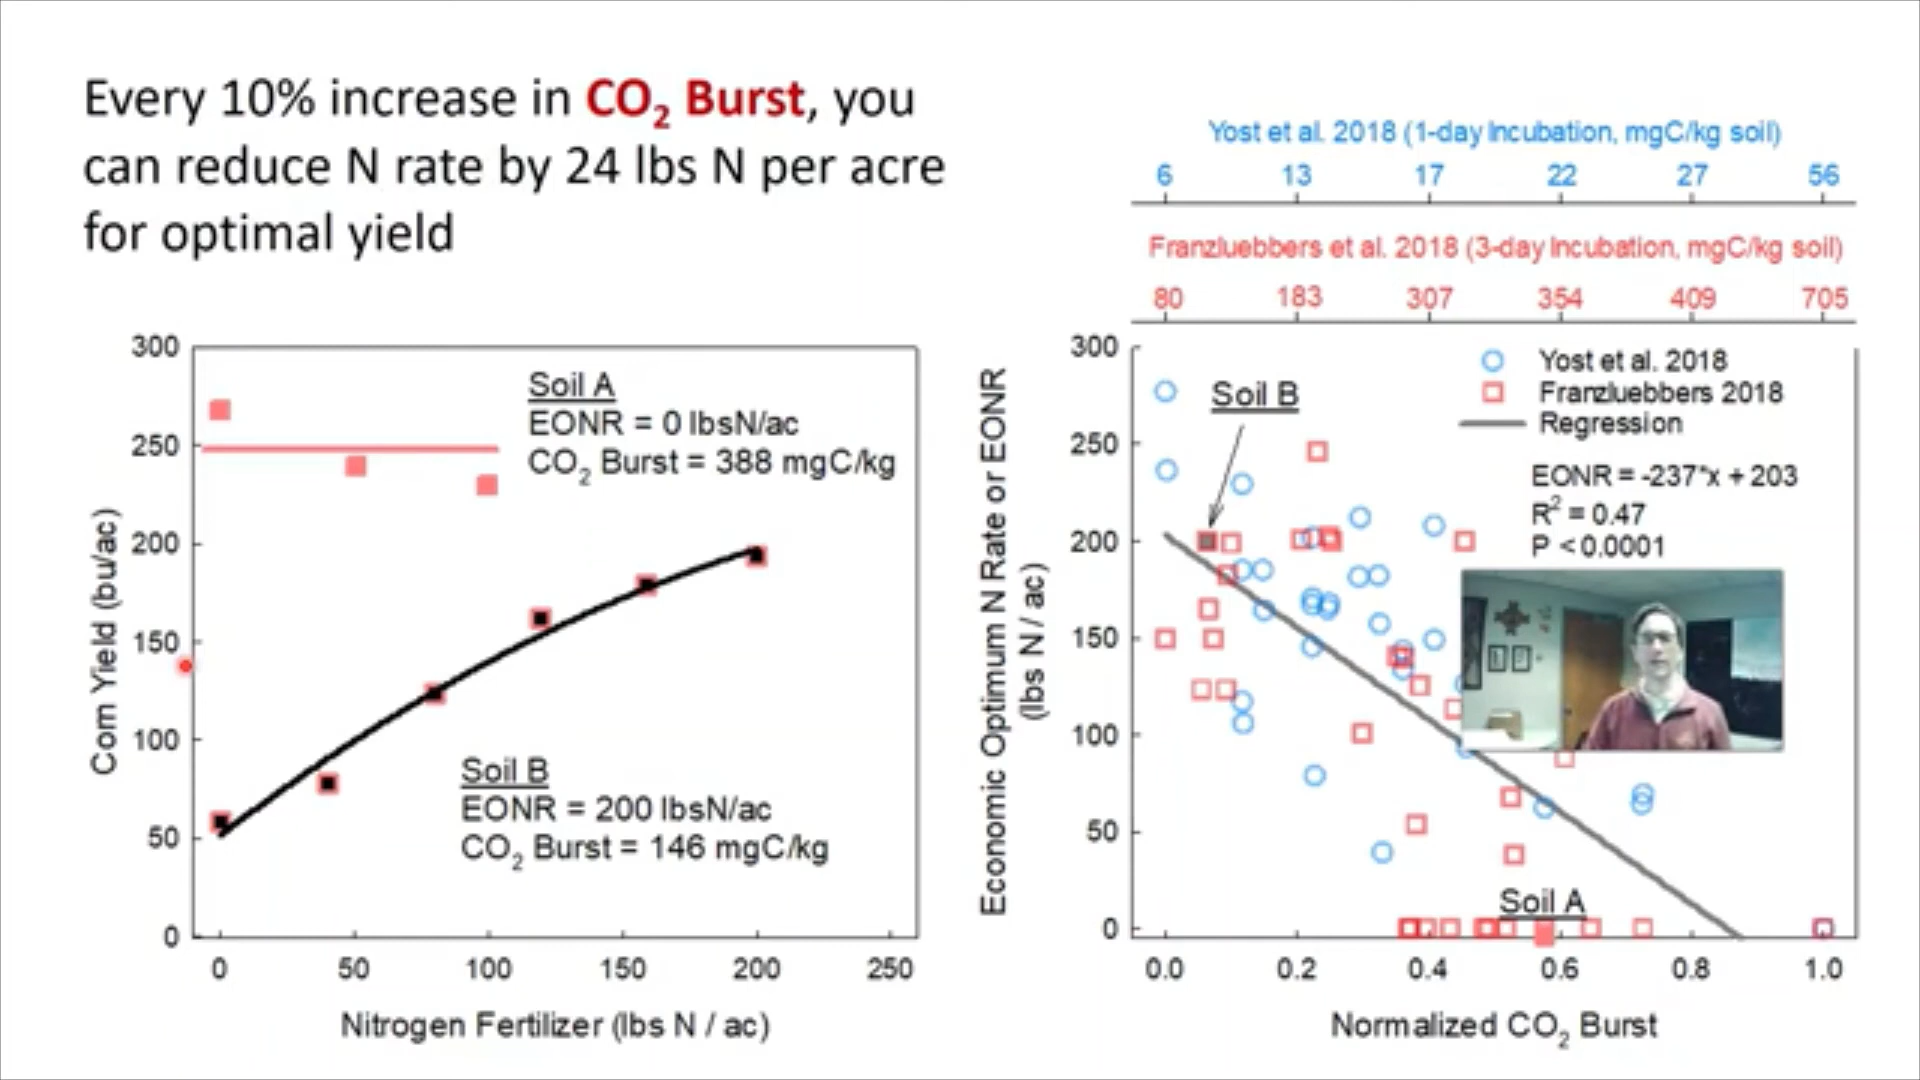 Every 10% increase in CO₂ Burst, you
can reduce N rate by 24 lbs N per acre
for optimal yield
300
250
200
150
100
50
0
Corn Yield (bu/ac)
Soil A
EONR = 0 lbsN/ac
CO₂ Burst = 388 mgC/kg
Soil B
EONR = 200 lbsN/ac
CO₂ Burst = 146 mgC/kg
0 50 100 150 200 250
Nitrogen Fertilizer (lbs N / ac)
Yost et al. 2018 (1-day Incubation, mgC/kg soil)
6 13 17 22 27 56
Franzluebbers et al. 2018 (3-day Incubation, mgC/kg soil)
80 183 307 354 409 705
300
250
200
150
100
50
0
Economic Optimum N Rate or EONR
(lbs N / ac)
Soil B
Yost et al. 2018
Franzluebbers 2018
Regression
EONR = -237*x + 203
R² = 0.47
P < 0.0001
Soil A
0.0 0.2 0.4 0.6 0.8 1.0
Normalized CO₂ Burst